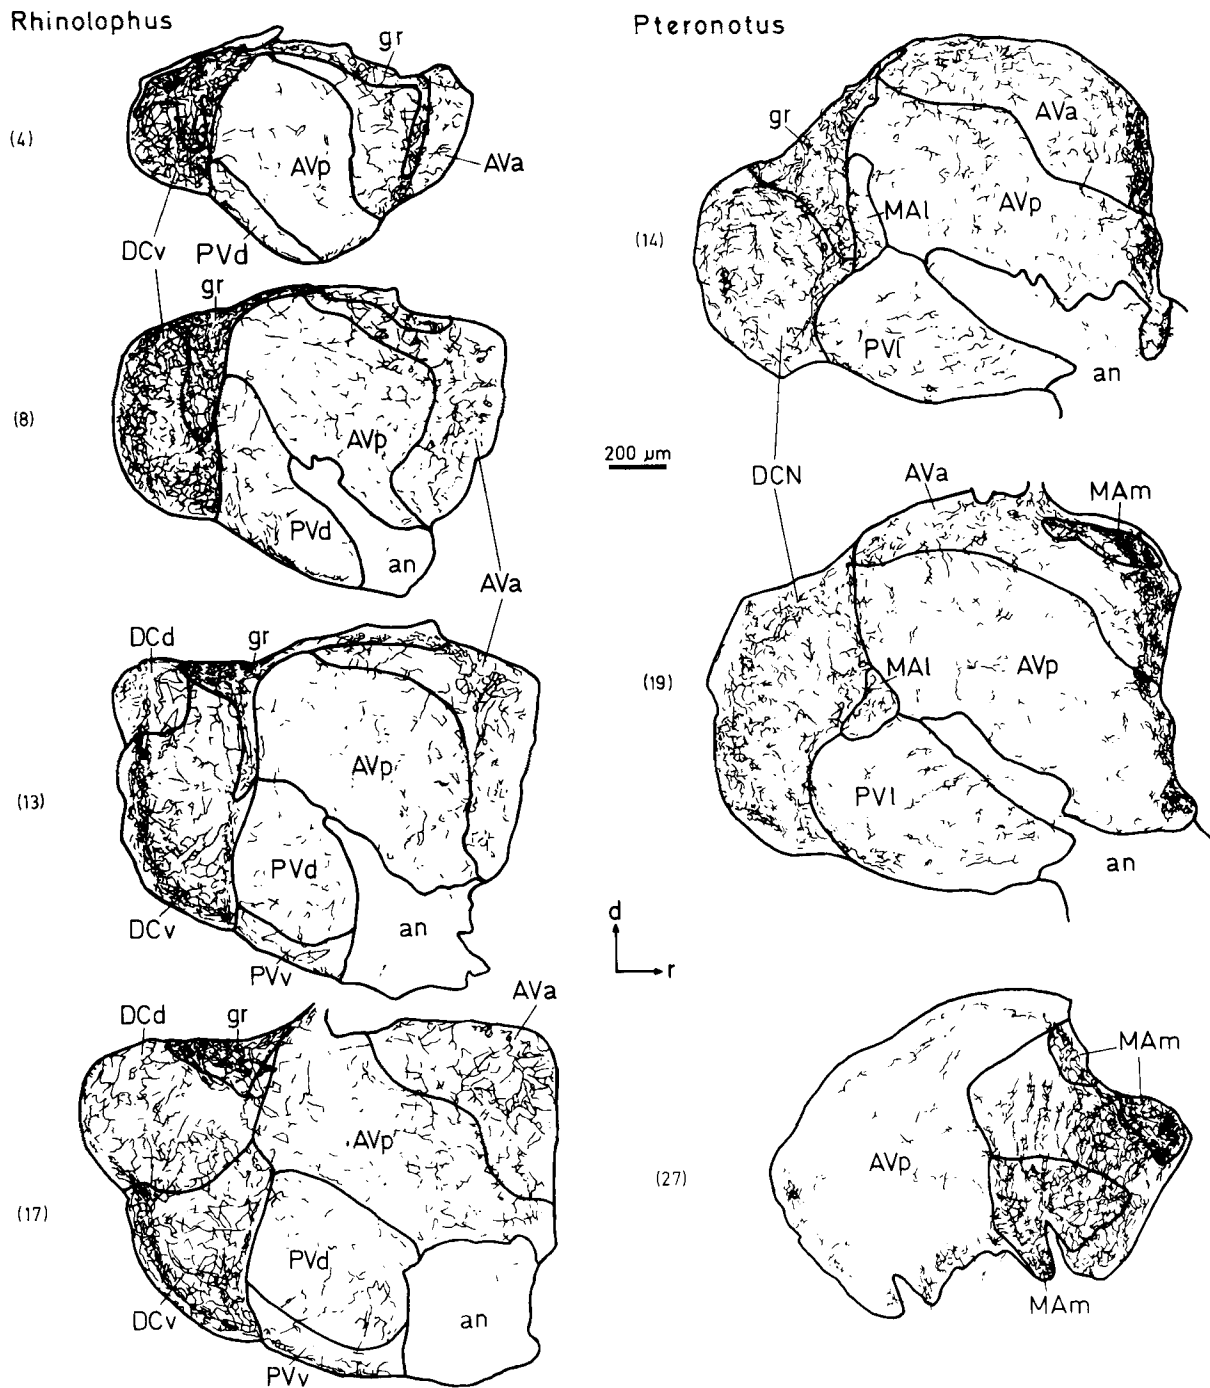 Rhinolophus
gr
(4)
AVp
AVa
DCv
PVd
gr
(8)
AVp
PVd
an
AVa
DCd
gr
(13)
AVp
PVd
DCv
an
PVv
DCd
gr
AVa
AVp
(17)
PVd
DCv
an
PVv
Pteronotus
gr
AVa
MAl
AVp
(14)
PVl
an
200 µm
DCN
AVa
MAm
(19)
MAl
AVp
PVl
an
d
r
MAm
AVp
(27)
MAm